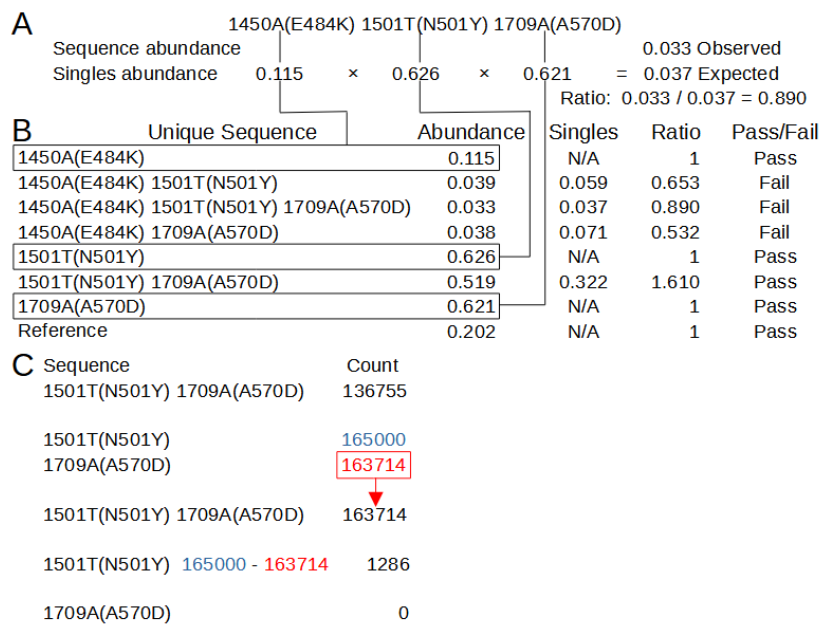 A 1450A(E484K) 1501T(N501Y) 1709A(A570D)
Sequence abundance 0.033 Observed
Singles abundance 0.115 × 0.626 × 0.621 = 0.037 Expected
Ratio: 0.033 / 0.037 = 0.890
B Unique Sequence Abundance Singles Ratio Pass/Fail
1450A(E484K) 0.115 N/A 1 Pass
1450A(E484K) 1501T(N501Y) 0.039 0.059 0.653 Fail
1450A(E484K) 1501T(N501Y) 1709A(A570D) 0.033 0.037 0.890 Fail
1450A(E484K) 1709A(A570D) 0.038 0.071 0.532 Fail
1501T(N501Y) 0.626 N/A 1 Pass
1501T(N501Y) 1709A(A570D) 0.519 0.322 1.610 Pass
1709A(A570D) 0.621 N/A 1 Pass
Reference 0.202 N/A 1 Pass
C Sequence Count
1501T(N501Y) 1709A(A570D) 136755
1501T(N501Y) 165000
1709A(A570D) 163714
1501T(N501Y) 1709A(A570D) 163714
1501T(N501Y) 165000 - 163714 1286
1709A(A570D) 0